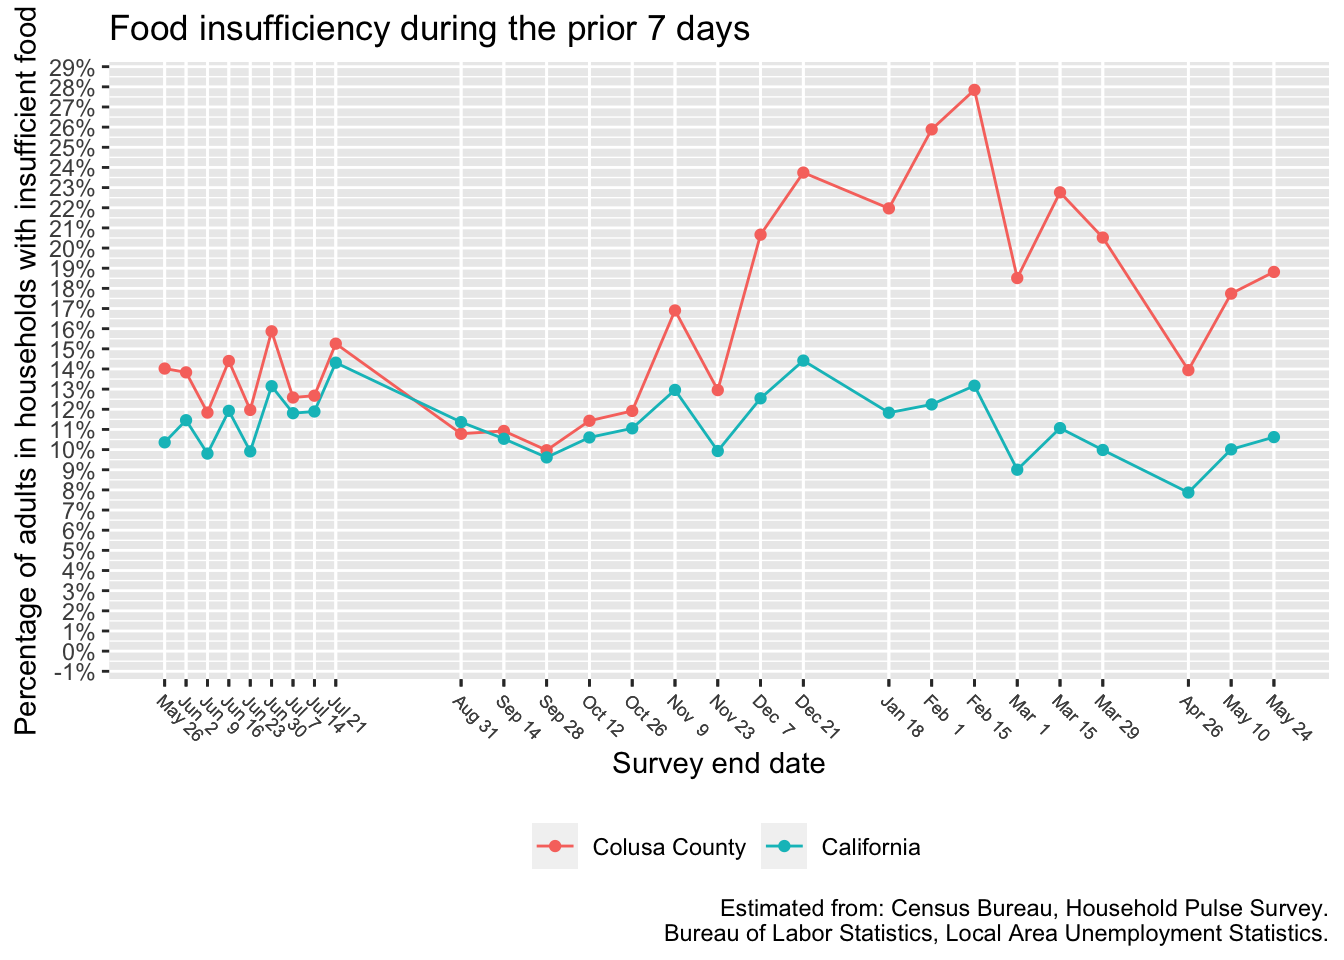 Food insufficiency during the prior 7 days
Percentage of adults in households with insufficient food
29%
28%
27%
26%
25%
24%
23%
22%
21%
20%
19%
18%
17%
16%
15%
14%
13%
12%
11%
10%
9%
8%
7%
6%
5%
4%
3%
2%
1%
0%
-1%
May 26
Jun 2
Jun 9
Jun 16
Jun 23
Jun 30
Jul 7
Jul 14
Jul 21
Aug 31
Sep 14
Sep 28
Oct 12
Oct 26
Nov 9
Nov 23
Dec 7
Dec 21
Jan 18
Feb 1
Feb 15
Mar 1
Mar 15
Mar 29
Apr 26
May 10
May 24
Survey end date
Colusa County
California
Estimated from: Census Bureau, Household Pulse Survey.
Bureau of Labor Statistics, Local Area Unemployment Statistics.